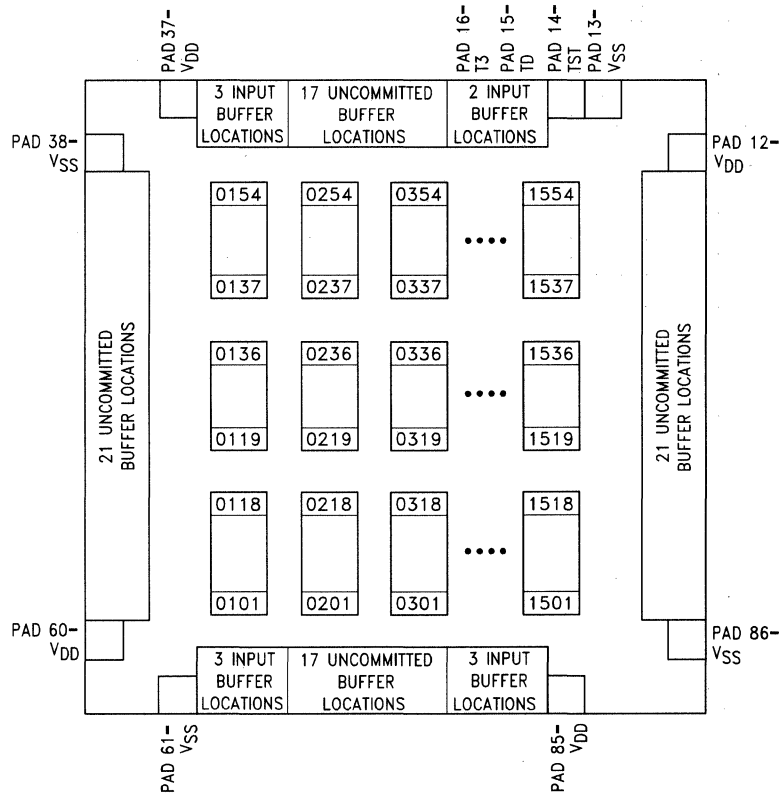 PAD 37-
VDD
PAD 16-
T3
PAD 15-
TD
PAD 14-
TST
PAD 13-
VSS
3 INPUT
BUFFER
LOCATIONS
17 UNCOMMITTED
BUFFER
LOCATIONS
2 INPUT
BUFFER
LOCATIONS
PAD 38-
VSS
PAD 12-
VDD
0154 0254 0354 1554
0137 0237 0337 1537
21 UNCOMMITTED
BUFFER LOCATIONS
0136 0236 0336 1536
0119 0219 0319 1519
21 UNCOMMITTED
BUFFER LOCATIONS
0118 0218 0318 1518
0101 0201 0301 1501
PAD 60-
VDD
PAD 86-
VSS
3 INPUT
BUFFER
LOCATIONS
17 UNCOMMITTED
BUFFER
LOCATIONS
3 INPUT
BUFFER
LOCATIONS
PAD 61-
VSS
PAD 85-
VDD